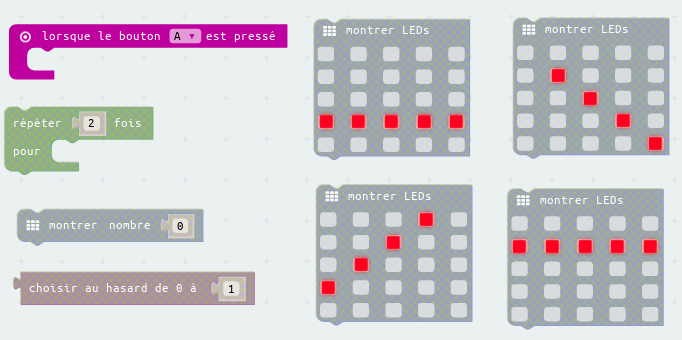 lorsque le bouton A ▼ est pressé
répéter 2 fois
pour
montrer nombre 0
choisir au hasard de 0 à 1
montrer LEDs
montrer LEDs
montrer LEDs
montrer LEDs